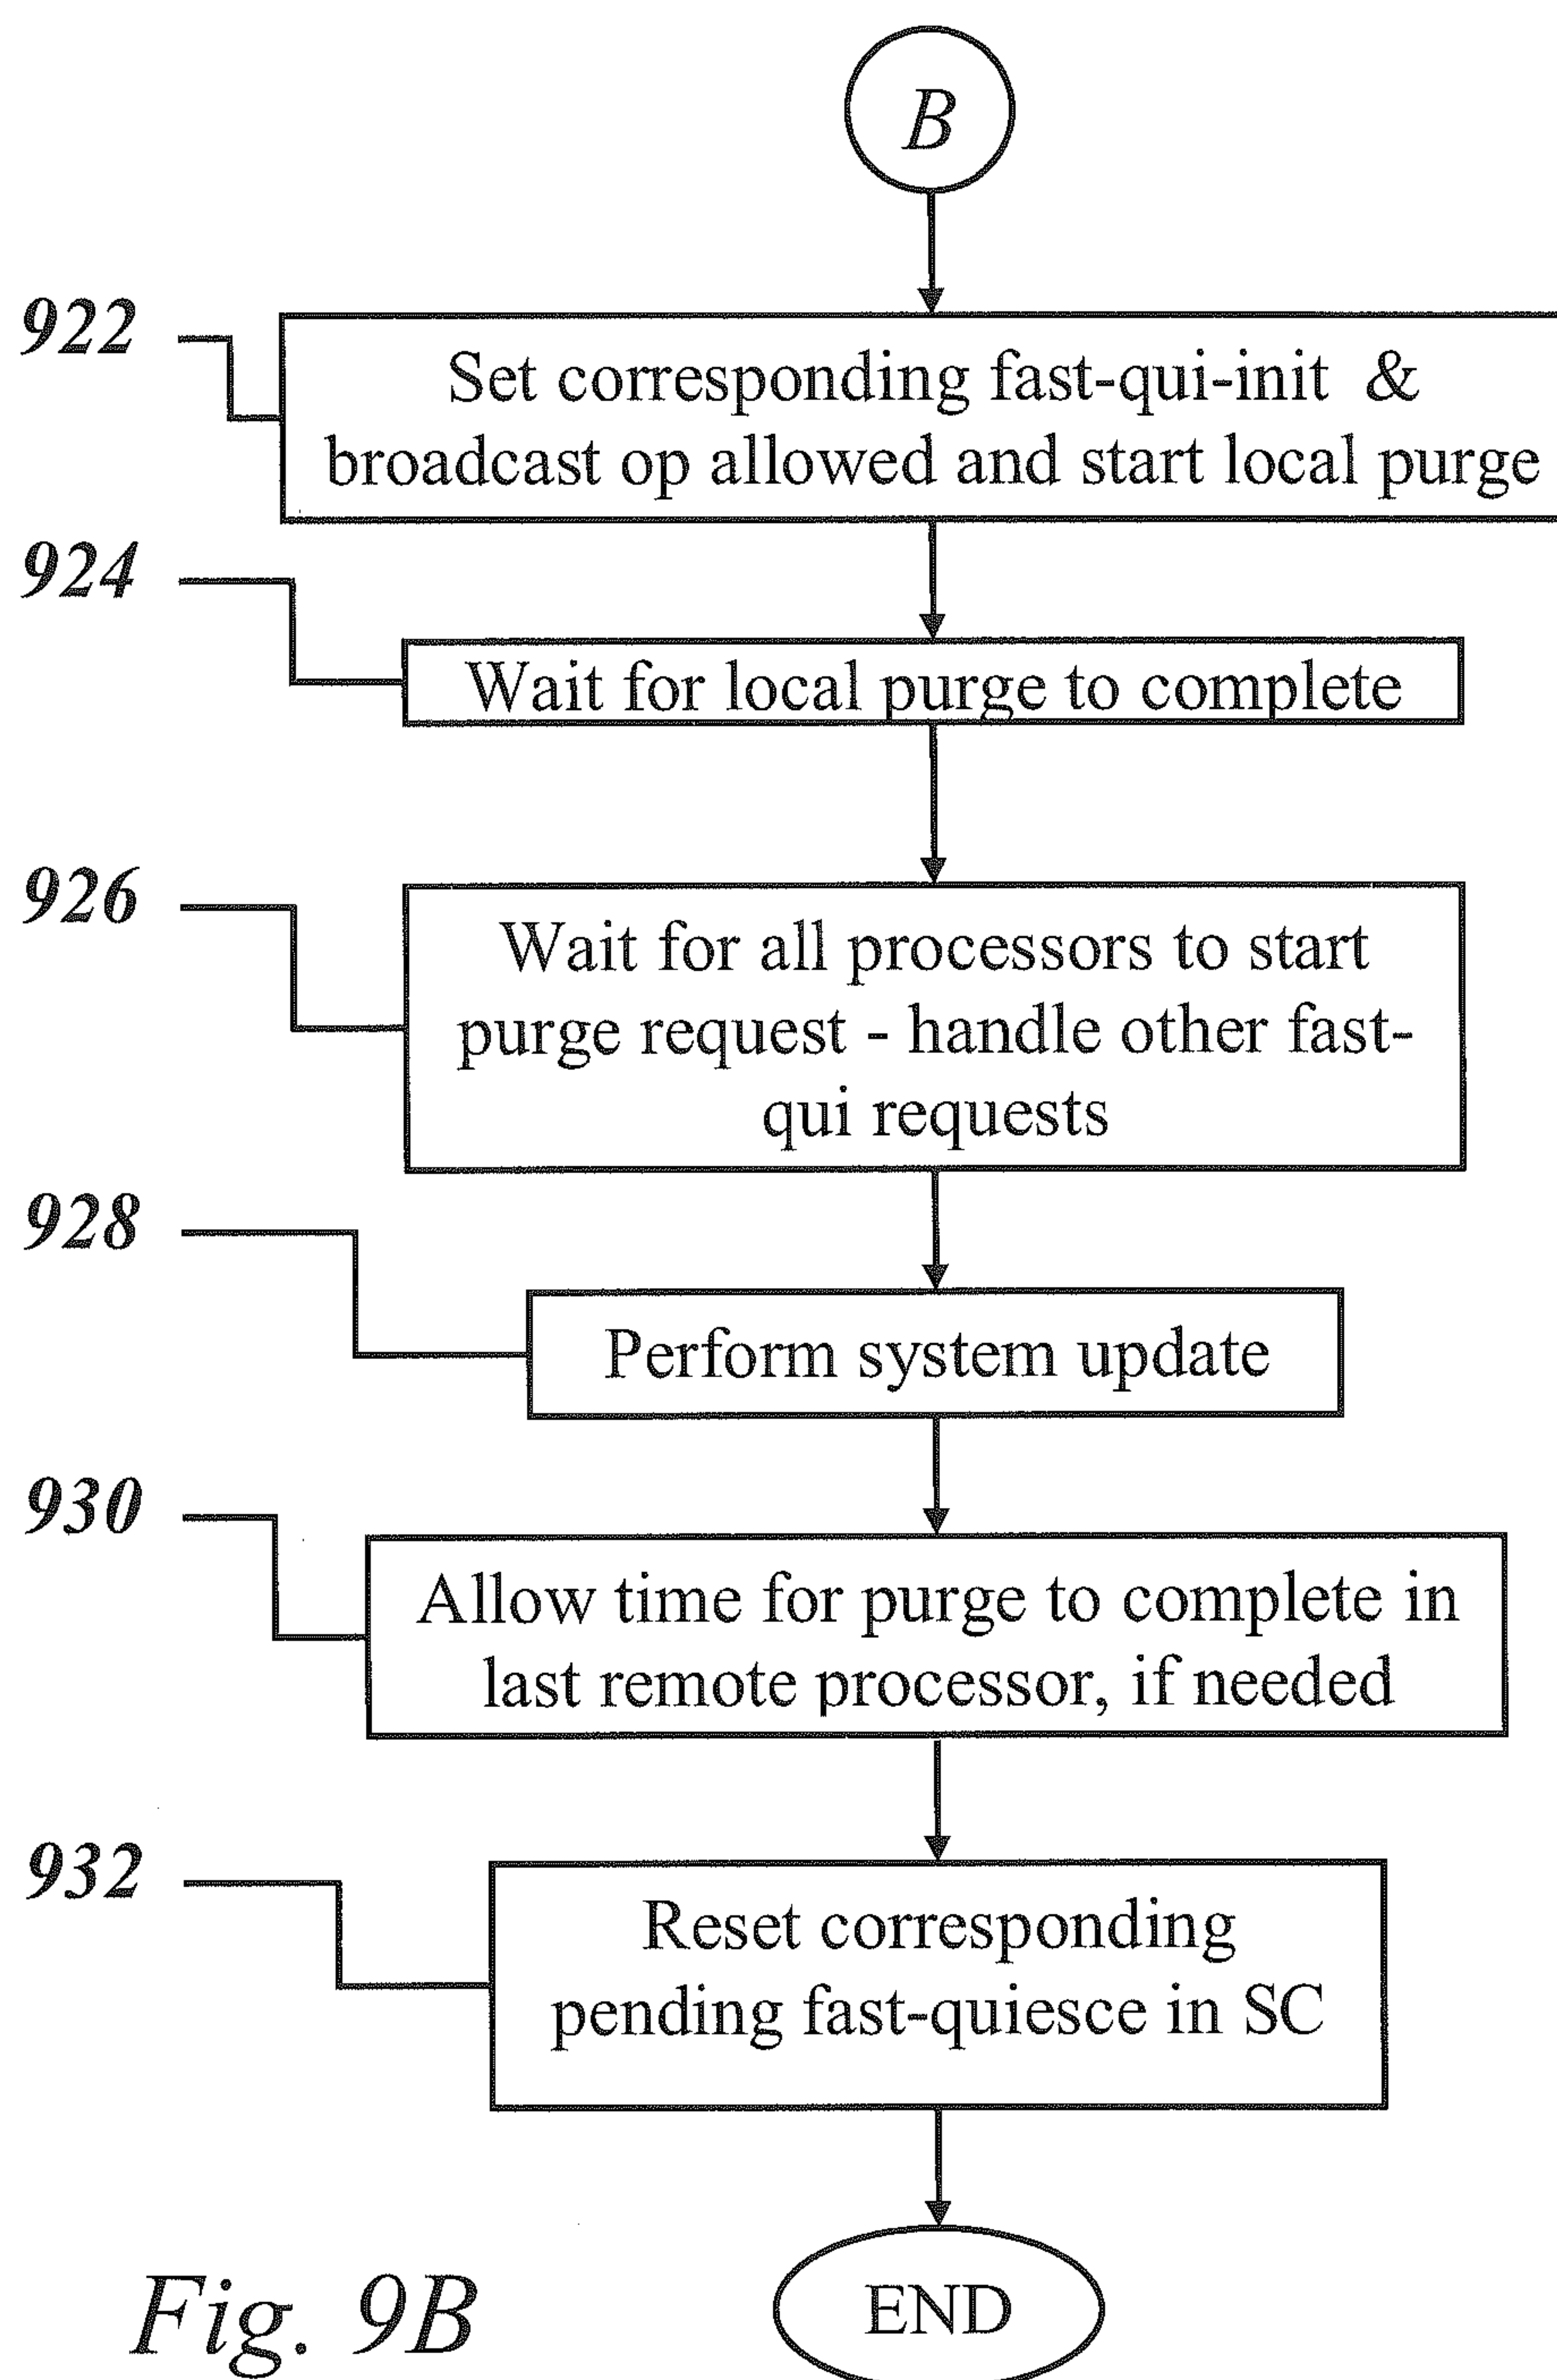 B
922
Set corresponding fast-qui-init &
broadcast op allowed and start local purge
924
Wait for local purge to complete
926
Wait for all processors to start
purge request - handle other fast-
qui requests
928
Perform system update
930
Allow time for purge to complete in
last remote processor, if needed
932
Reset corresponding
pending fast-quiesce in SC
END
Fig. 9B